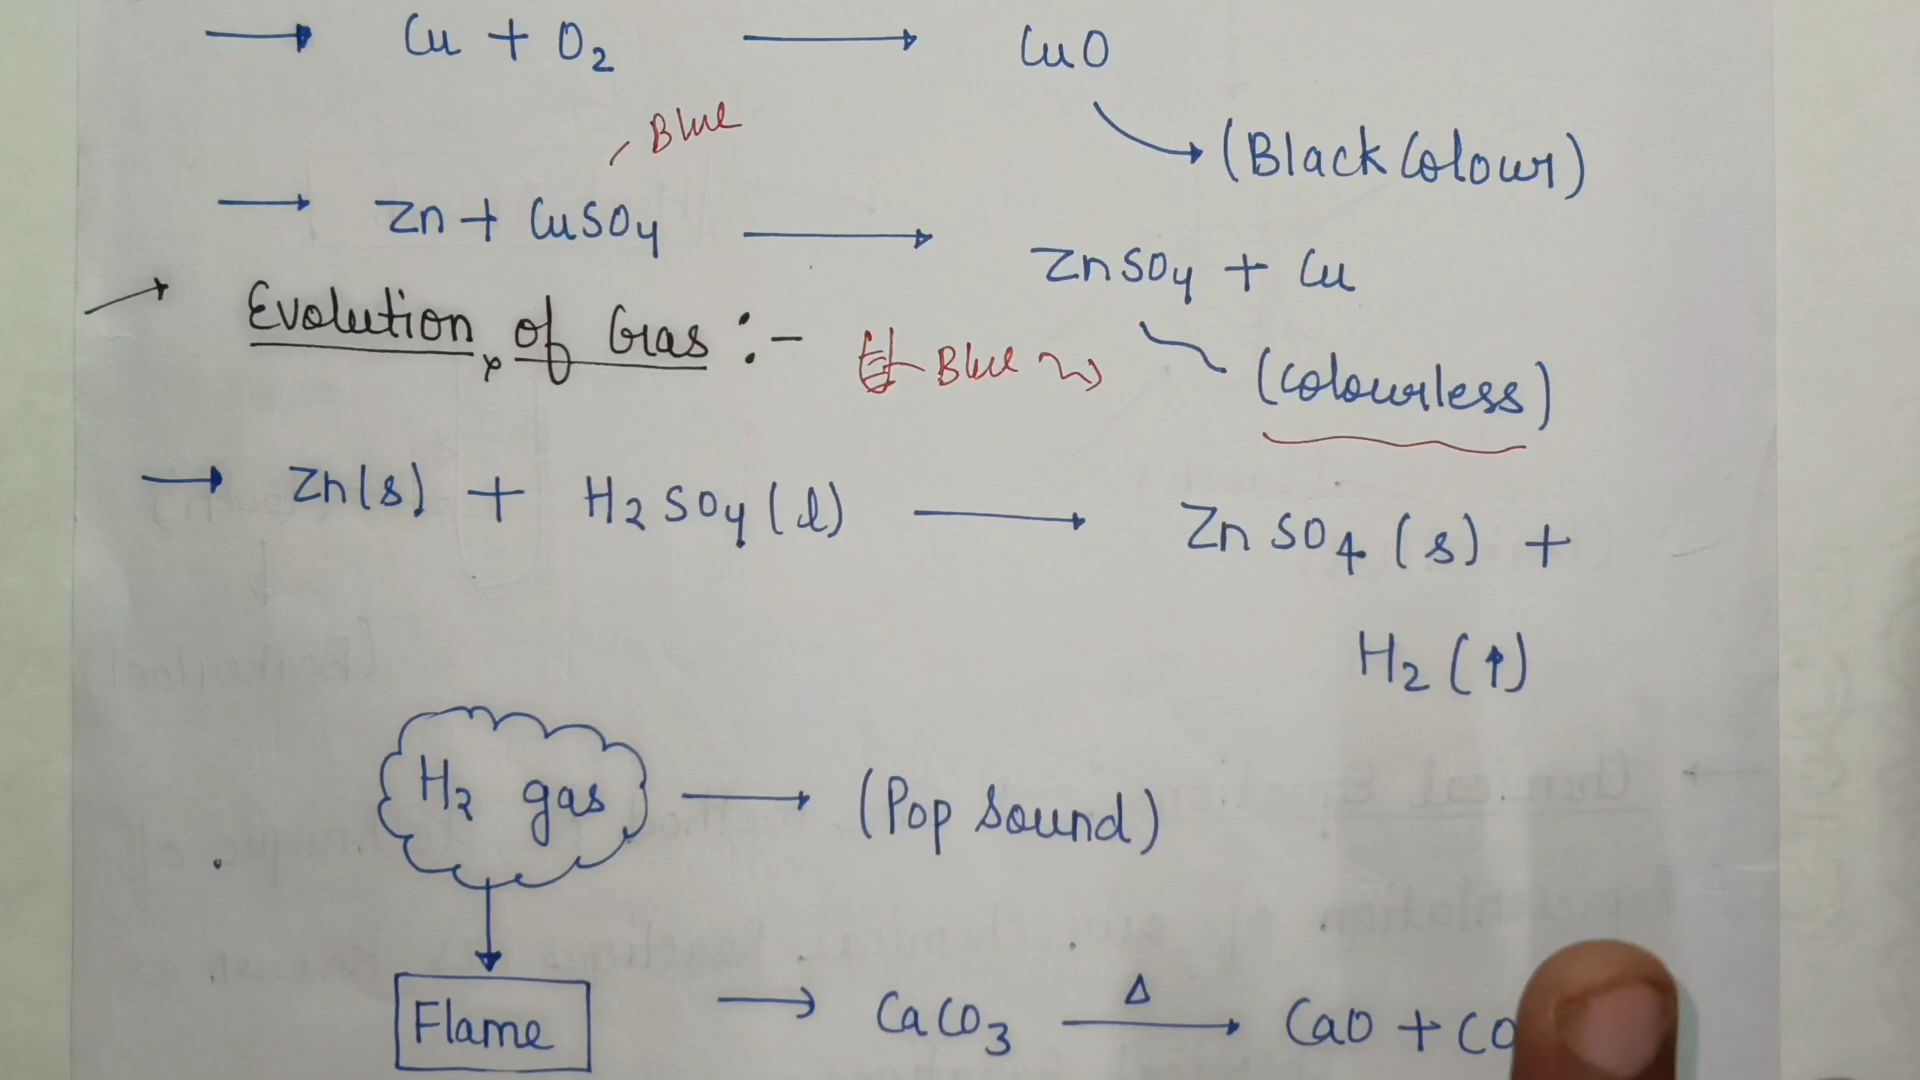 → Cu + O2 ⟶ CuO
Blue
(Black Colour)
→ Zn + CuSO4 ⟶ ZnSO4 + Cu
→ Evolution of Gas :-
Blue
(colourless)
→ Zn(s) + H2SO4(l) ⟶ ZnSO4(s) +
H2(↑)
H2 gas → (Pop sound)
Flame
→ CaCO3 Δ⟶ CaO + CO